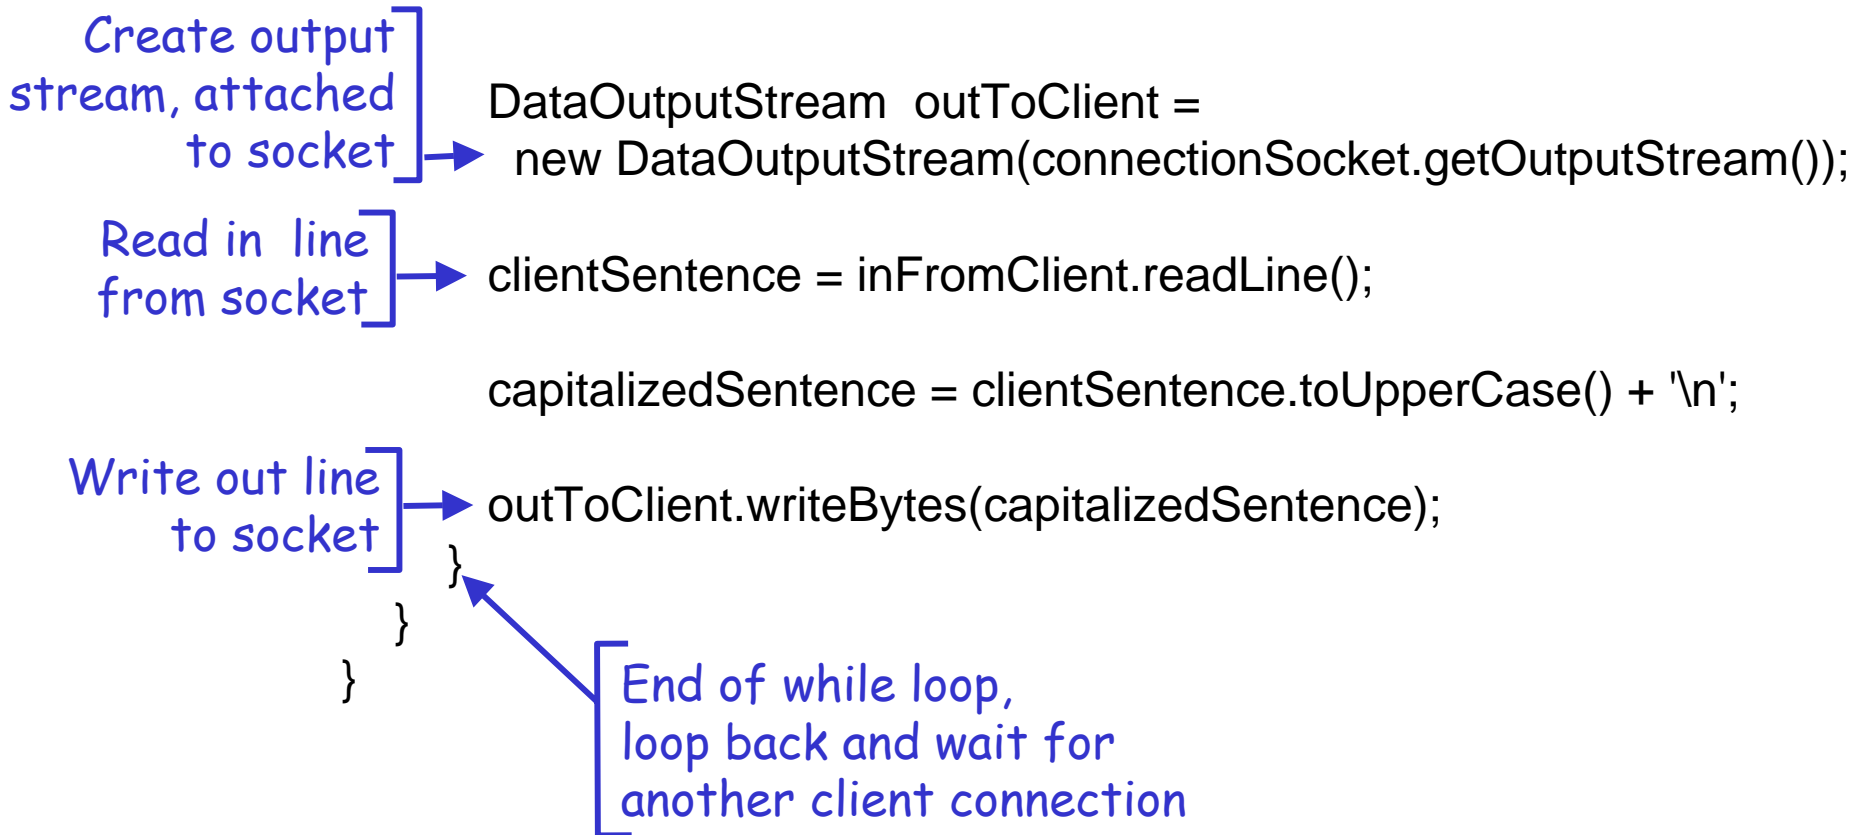 Create output
stream, attached
to socket
DataOutputStream outToClient =
new DataOutputStream(connectionSocket.getOutputStream());
Read in line
from socket
clientSentence = inFromClient.readLine();
capitalizedSentence = clientSentence.toUpperCase() + '\n';
Write out line
to socket
outToClient.writeBytes(capitalizedSentence);
}
}
}
End of while loop,
loop back and wait for
another client connection